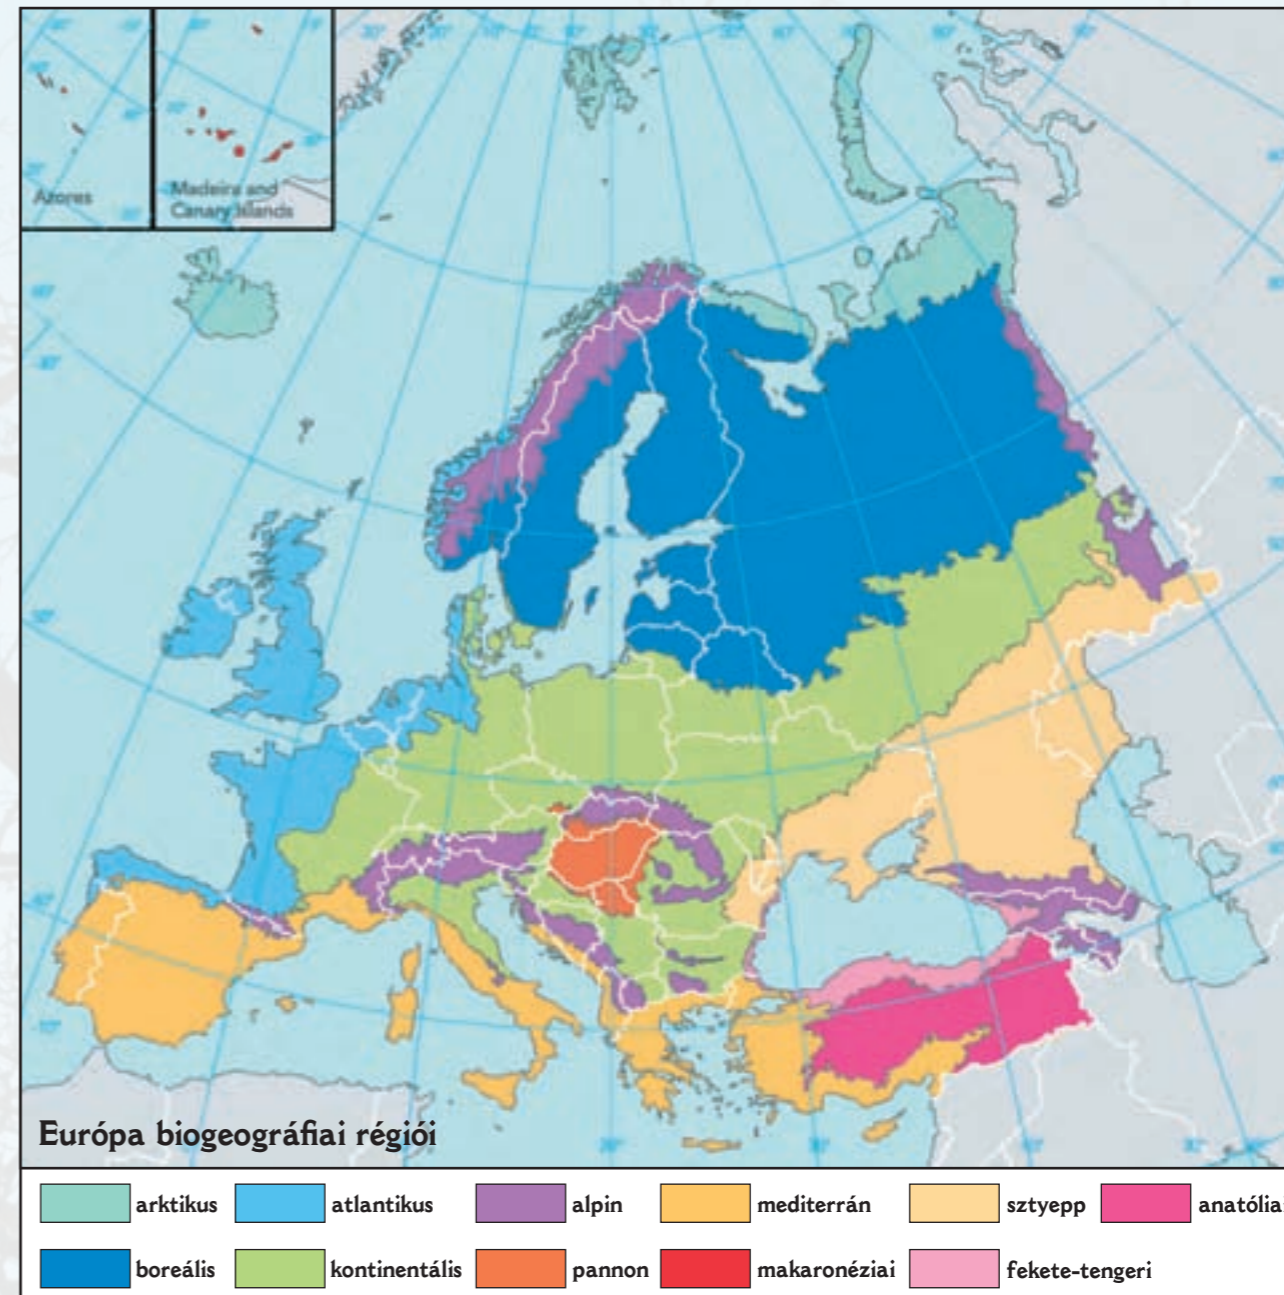 Azores
Madeira and
Canary Islands
Európa biogeográfiai régiói
arktikus
atlantikus
alpin
mediterrán
sztyepp
anatóliai
boreális
kontinentális
pannon
makaronéziai
fekete-tengeri